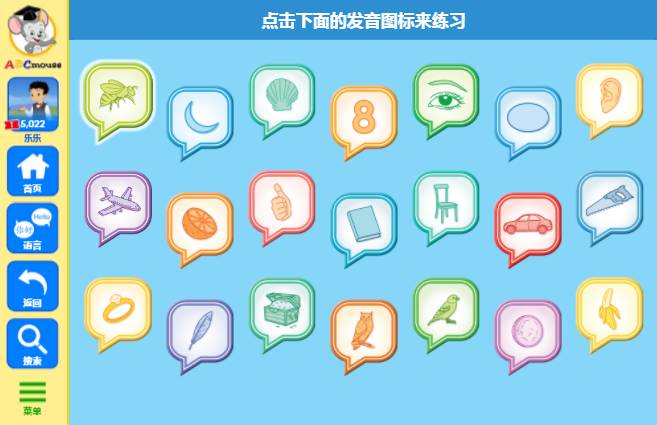 点击下面的发音图标来练习
ABCmouse
5,022
乐乐
首页
Hello
你好
语言
返回
搜索
菜单
8